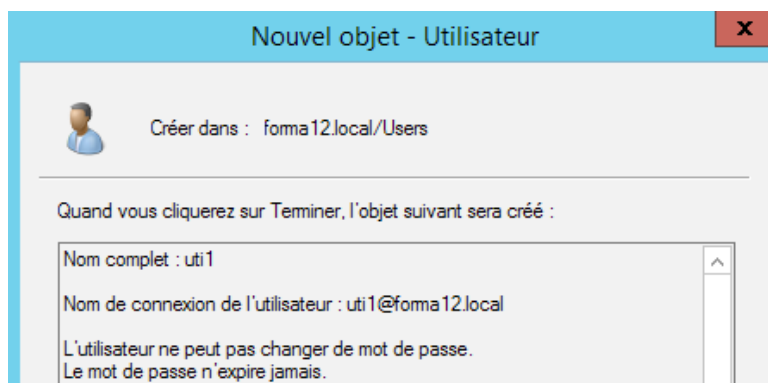 Nouvel objet - Utilisateur
x
Créer dans : forma12.local/Users
Quand vous cliquerez sur Terminer, l'objet suivant sera créé :
Nom complet : uti1
Nom de connexion de l'utilisateur : uti1@forma12.local
L'utilisateur ne peut pas changer de mot de passe.
Le mot de passe n'expire jamais.